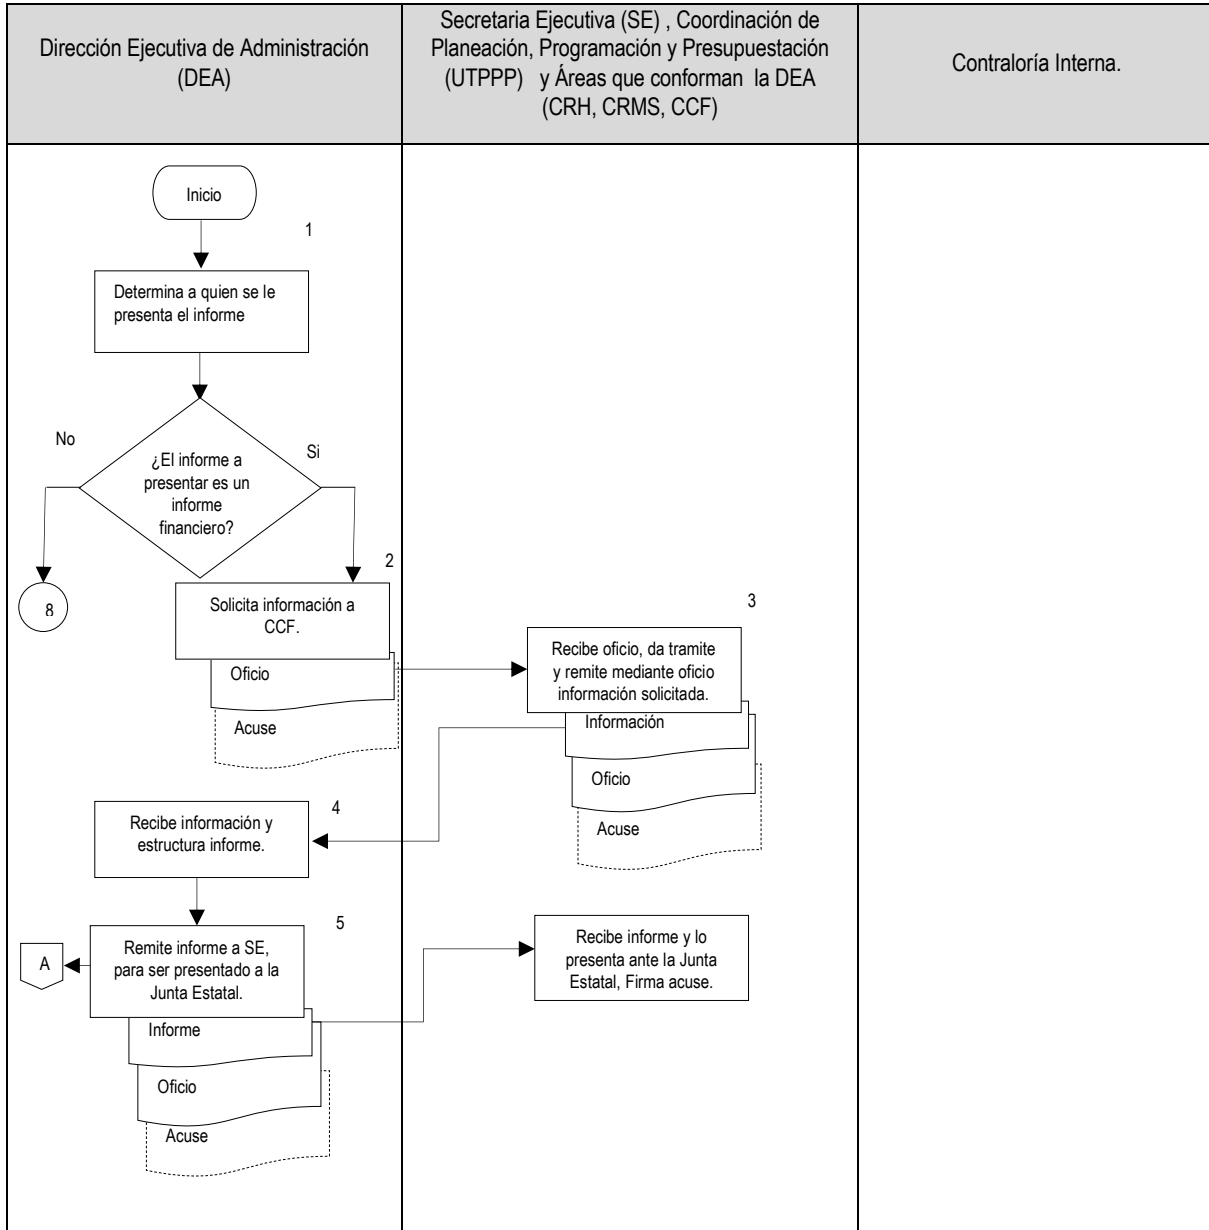 Dirección Ejecutiva de Administración
(DEA)
Secretaria Ejecutiva (SE) , Coordinación de
Planeación, Programación y Presupuestación
(UTPPP) y Áreas que conforman la DEA
(CRH, CRMS, CCF)
Contraloría Interna.
Inicio
1
Determina a quien se le
presenta el informe
No
Si
¿El informe a
presentar es un
informe
financiero?
8
2
Solicita información a
CCF.
Oficio
Acuse
3
Recibe oficio, da tramite
y remite mediante oficio
información solicitada.
Información
Oficio
Acuse
4
Recibe información y
estructura informe.
5
A
Remite informe a SE,
para ser presentado a la
Junta Estatal.
Informe
Oficio
Acuse
Recibe informe y lo
presenta ante la Junta
Estatal, Firma acuse.